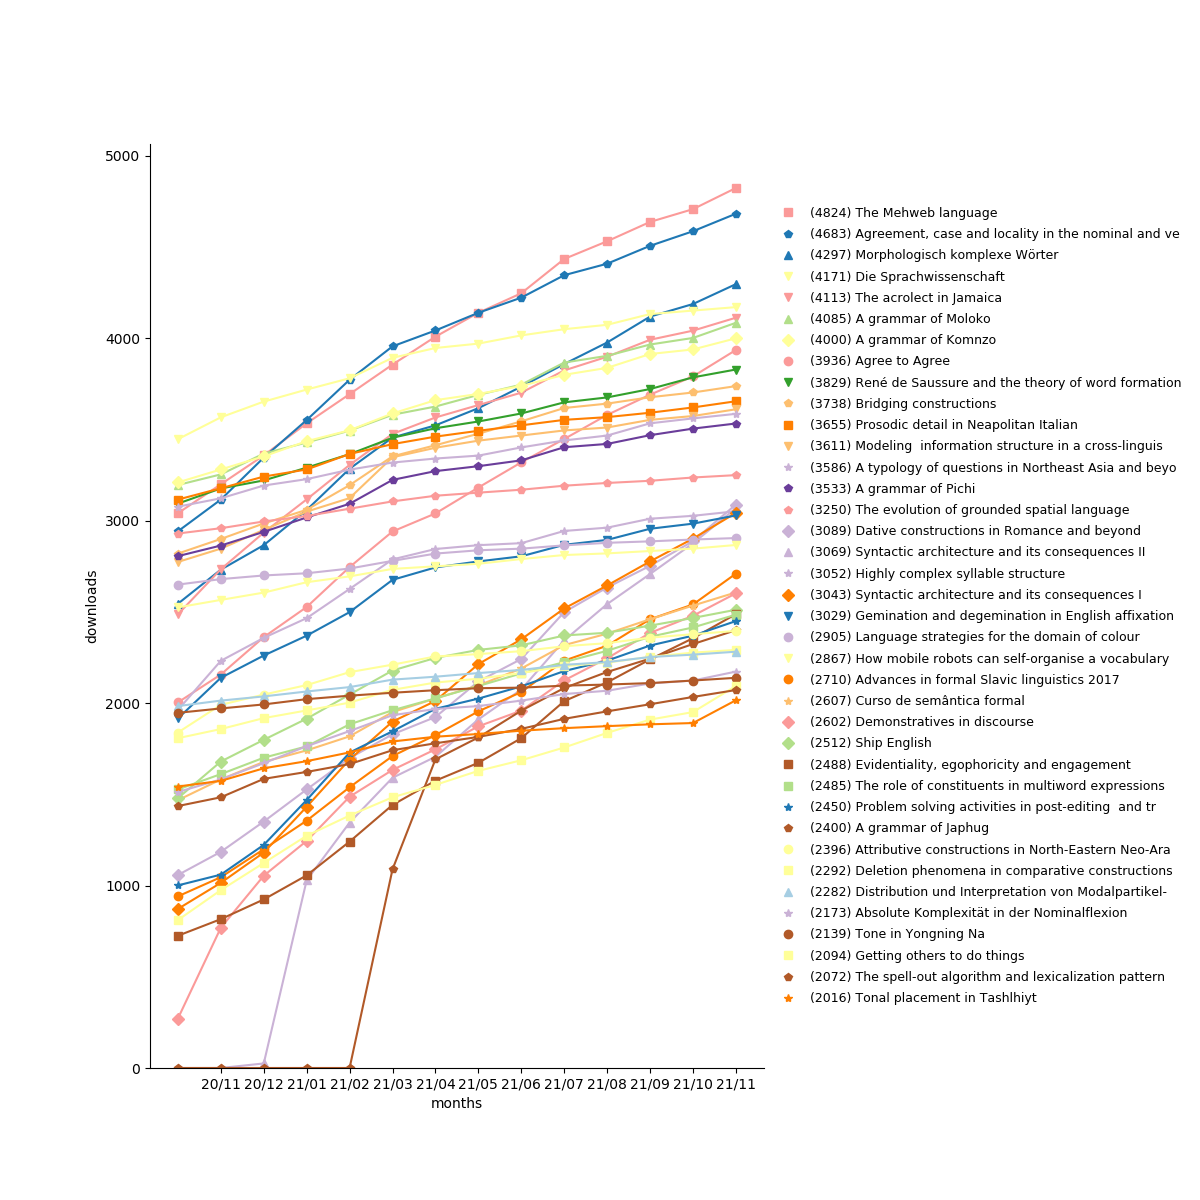 5000
4000
3000
2000
1000
0
downloads
20/11 20/12 21/01 21/02 21/03 21/04 21/05 21/06 21/07 21/08 21/09 21/10 21/11
months
(4824) The Mehweb language
(4683) Agreement, case and locality in the nominal and ve
(4297) Morphologisch komplexe Wörter
(4171) Die Sprachwissenschaft
(4113) The acrolect in Jamaica
(4085) A grammar of Moloko
(4000) A grammar of Komnzo
(3936) Agree to Agree
(3829) René de Saussure and the theory of word formation
(3738) Bridging constructions
(3655) Prosodic detail in Neapolitan Italian
(3611) Modeling  information structure in a cross-linguis
(3586) A typology of questions in Northeast Asia and beyo
(3533) A grammar of Pichi
(3250) The evolution of grounded spatial language
(3089) Dative constructions in Romance and beyond
(3069) Syntactic architecture and its consequences II
(3052) Highly complex syllable structure
(3043) Syntactic architecture and its consequences I
(3029) Gemination and degemination in English affixation
(2905) Language strategies for the domain of colour
(2867) How mobile robots can self-organise a vocabulary
(2710) Advances in formal Slavic linguistics 2017
(2607) Curso de semântica formal
(2602) Demonstratives in discourse
(2512) Ship English
(2488) Evidentiality, egophoricity and engagement
(2485) The role of constituents in multiword expressions
(2450) Problem solving activities in post-editing  and tr
(2400) A grammar of Japhug
(2396) Attributive constructions in North-Eastern Neo-Ara
(2292) Deletion phenomena in comparative constructions
(2282) Distribution und Interpretation von Modalpartikel-
(2173) Absolute Komplexität in der Nominalflexion
(2139) Tone in Yongning Na
(2094) Getting others to do things
(2072) The spell-out algorithm and lexicalization pattern
(2016) Tonal placement in Tashlhiyt